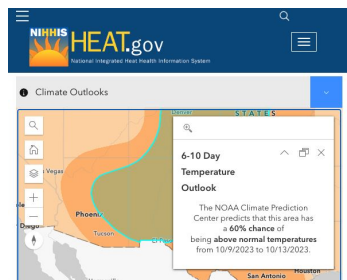 NIHHIS
HEAT.gov
National Integrated Heat Health Information System
Climate Outlooks
Denver
STATES
Vegas
Phoeni
Tucson
Diego
San Antonio
Houston
6-10 Day
Temperature
Outlook
The NOAA Climate Prediction
Center predicts that this area has
a 60% chance of
being above normal temperatures
from 10/9/2023 to 10/13/2023.